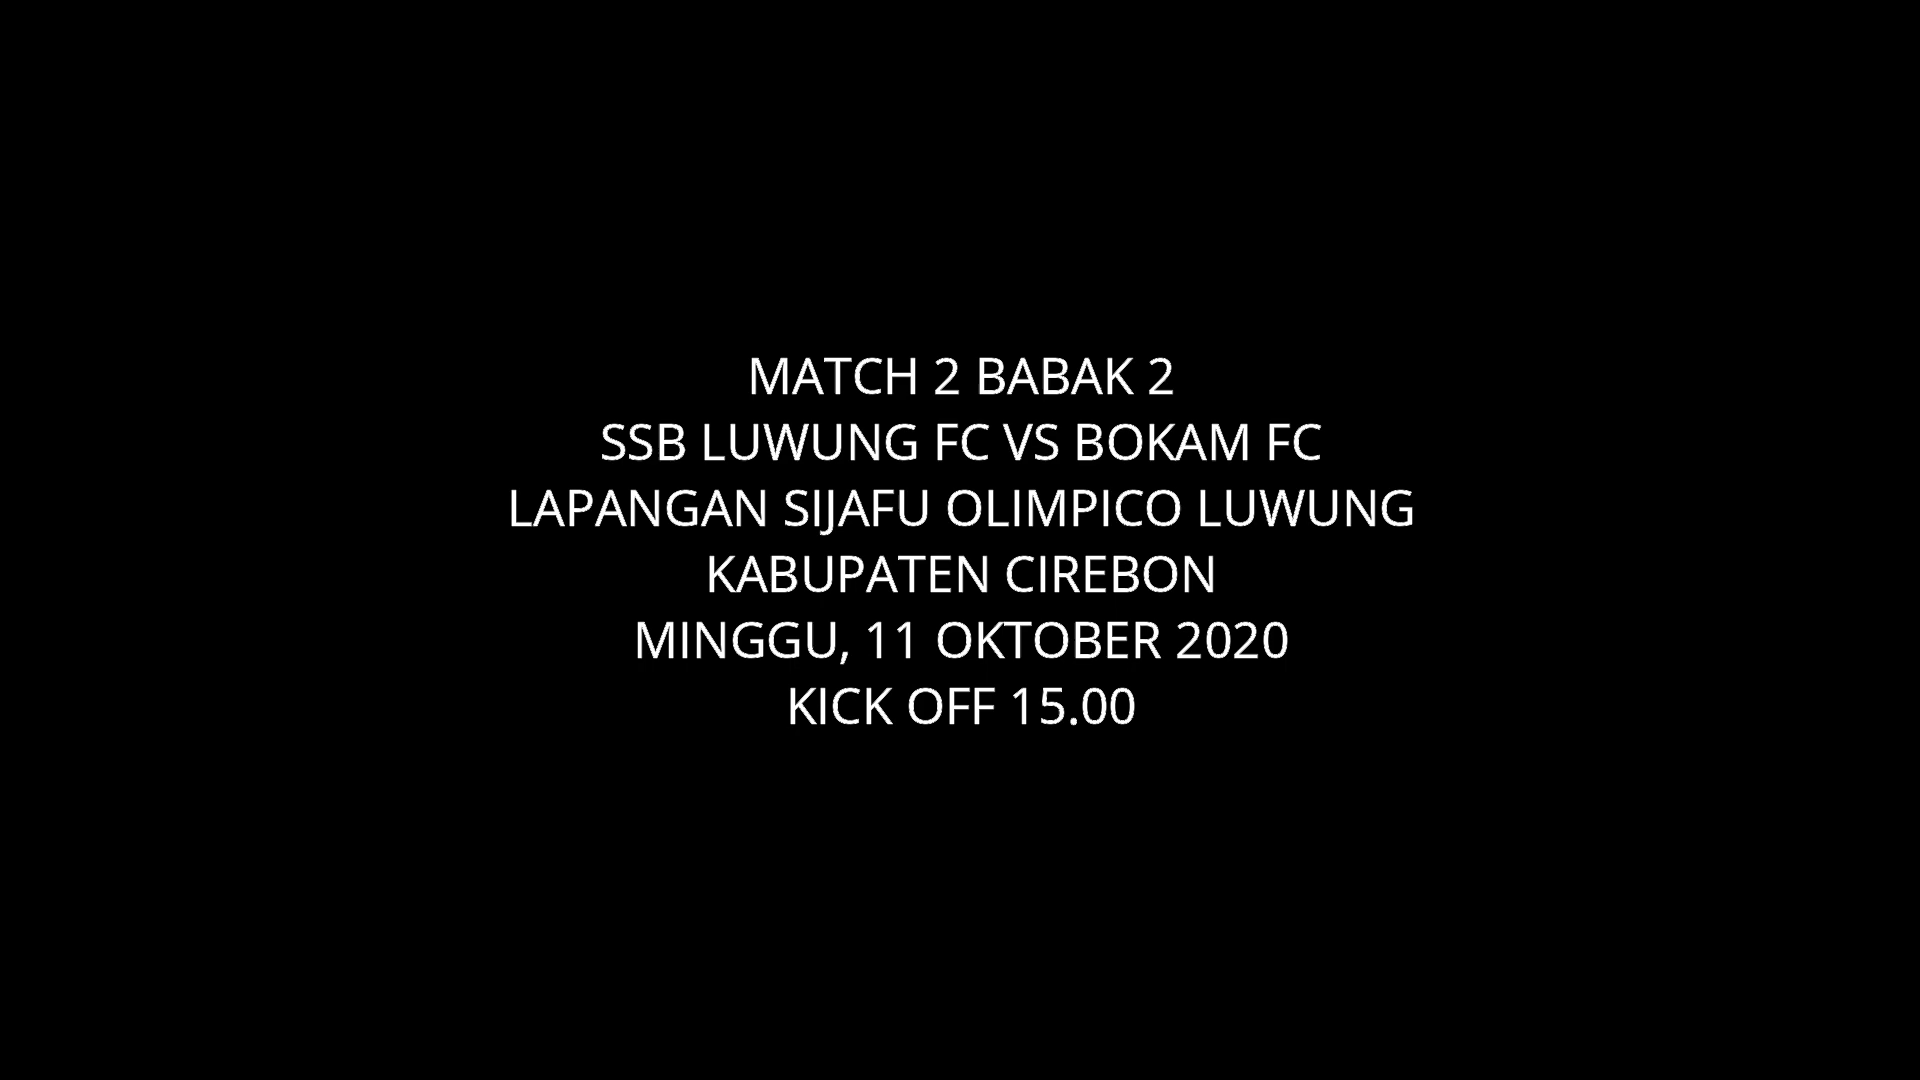 MATCH 2 BABAK 2
SSB LUWUNG FC VS BOKAM FC
LAPANGAN SIJAFU OLIMPICO LUWUNG
KABUPATEN CIREBON
MINGGU, 11 OKTOBER 2020
KICK OFF 15.00